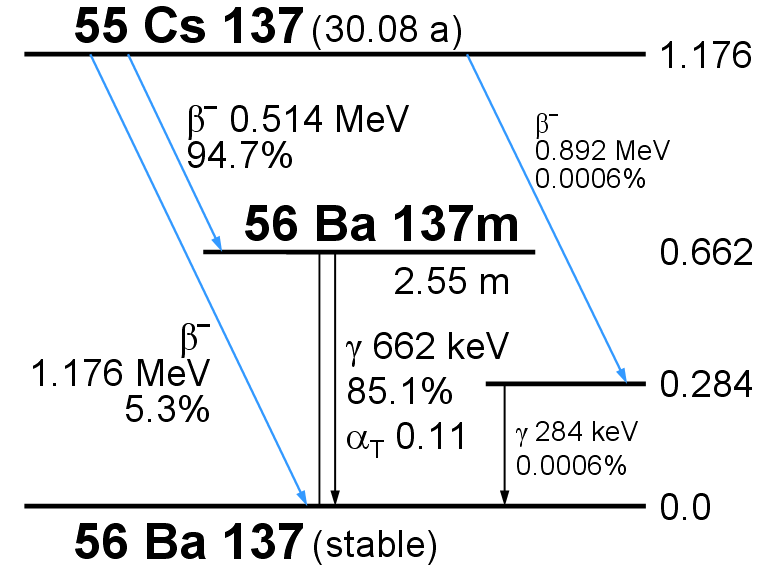 55 Cs 137 (30.08 a)
1.176
β⁻ 0.514 MeV
94.7%
β⁻
0.892 MeV
0.0006%
56 Ba 137m
0.662
2.55 m
β⁻
1.176 MeV
5.3%
γ 662 keV
85.1%
αT 0.11
0.284
γ 284 keV
0.0006%
0.0
56 Ba 137 (stable)